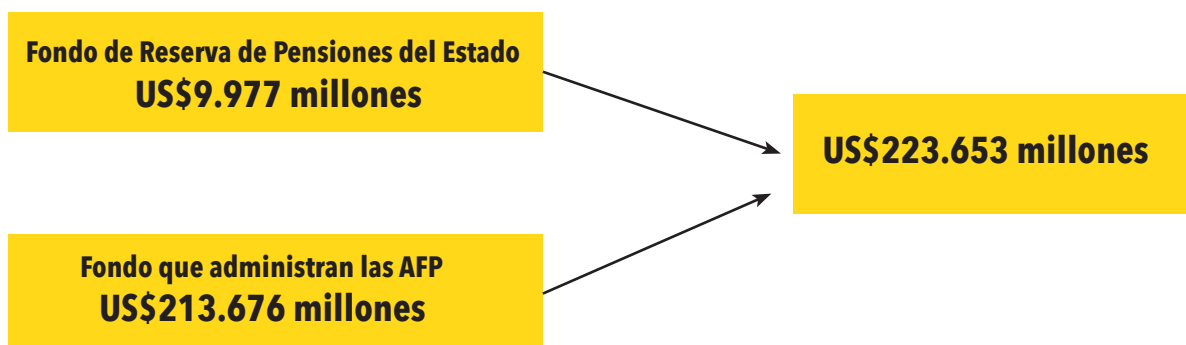 Fondo de Reserva de Pensiones del Estado
US$9.977 millones
US$223.653 millones
Fondo que administran las AFP
US$213.676 millones